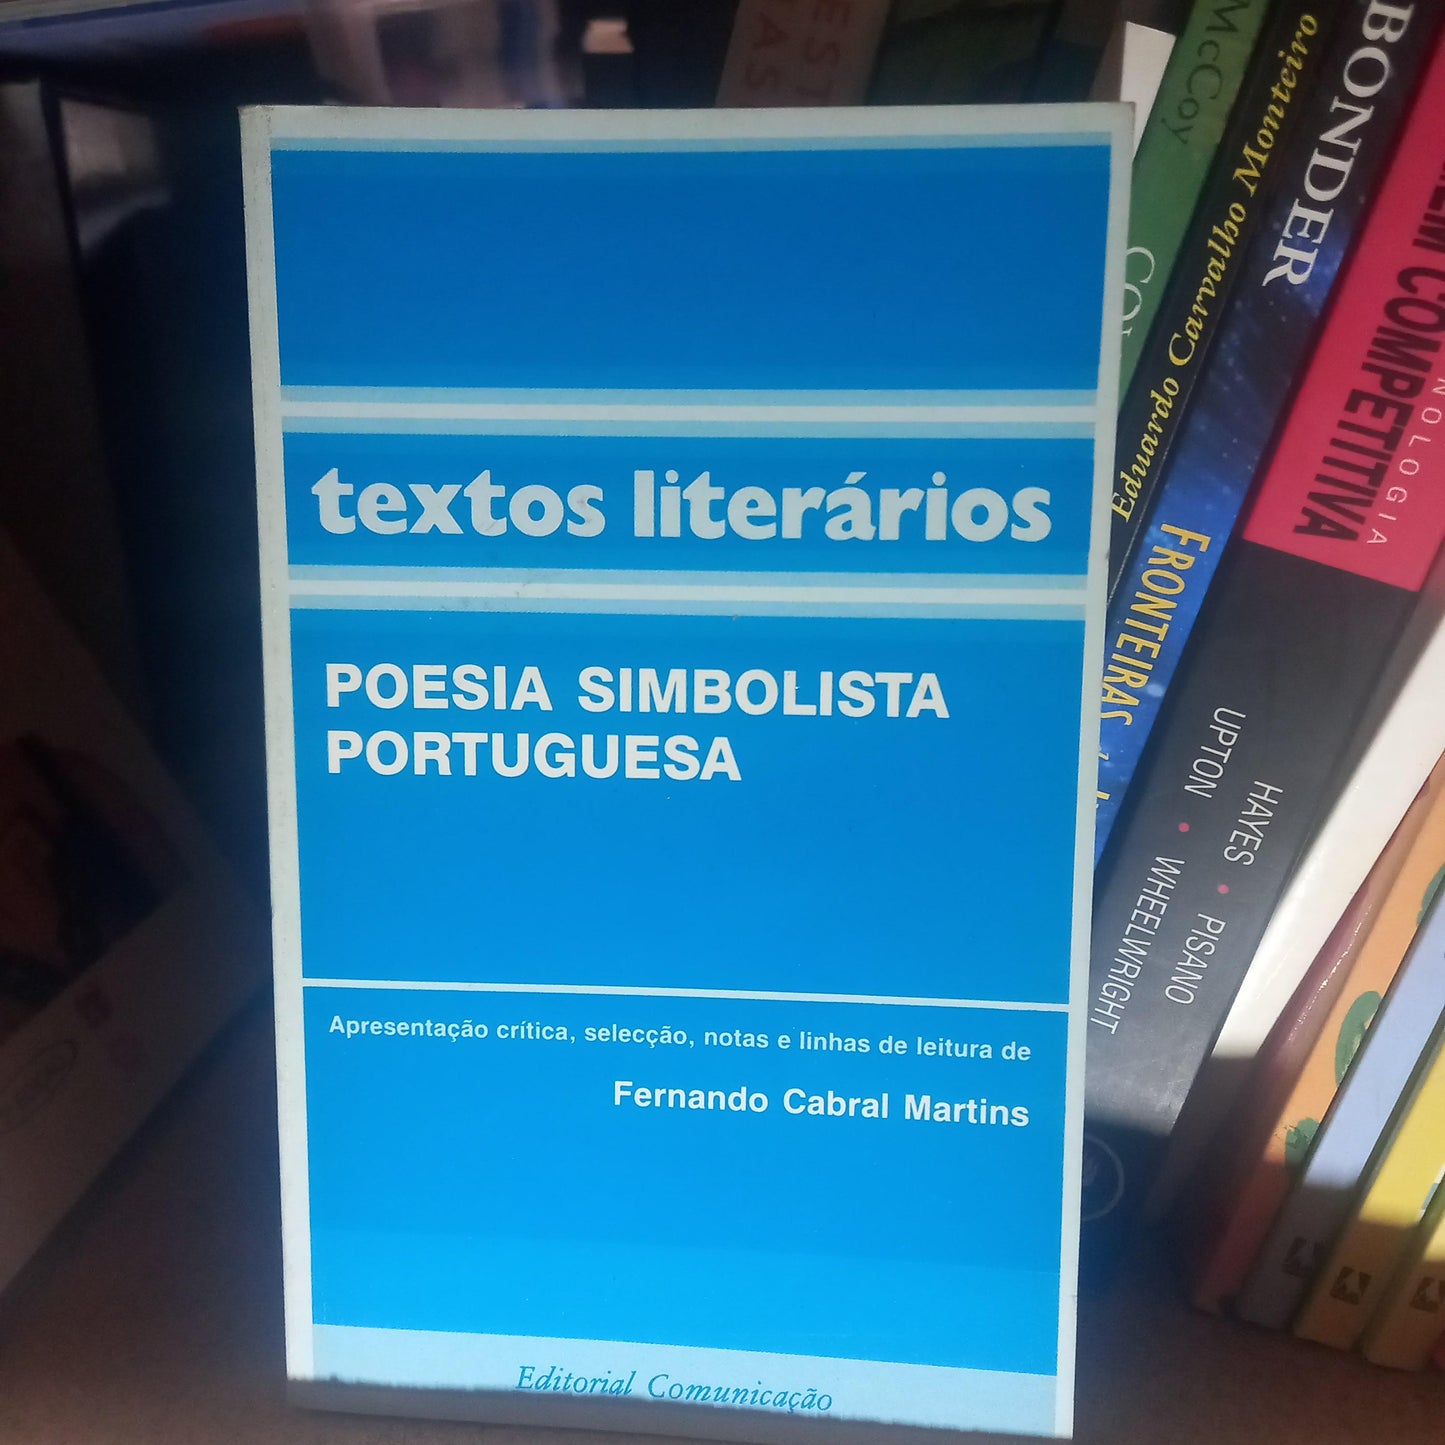 textos literários
POESIA SIMBOLISTA
PORTUGUESA
Apresentação crítica, selecção, notas e linhas de leitura de
Fernando Cabral Martins
Editorial Comunicação
McCoy
Eduardo Carvalho Monteiro
FRONTEIRAS
BONDER
COMPETITIVA
HAYES • PISANO
UPTON • WHEELWRIGHT